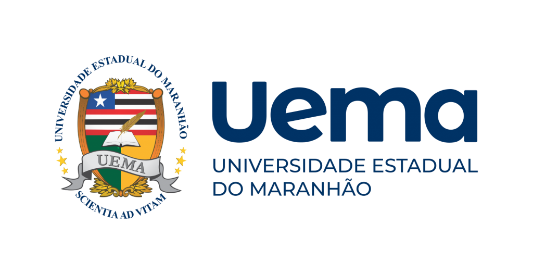 UNIVERSIDADE ESTADUAL DO MARANHÃO
UEMA
SCIENTIA AD VITAM
Uema
UNIVERSIDADE ESTADUAL
DO MARANHÃO